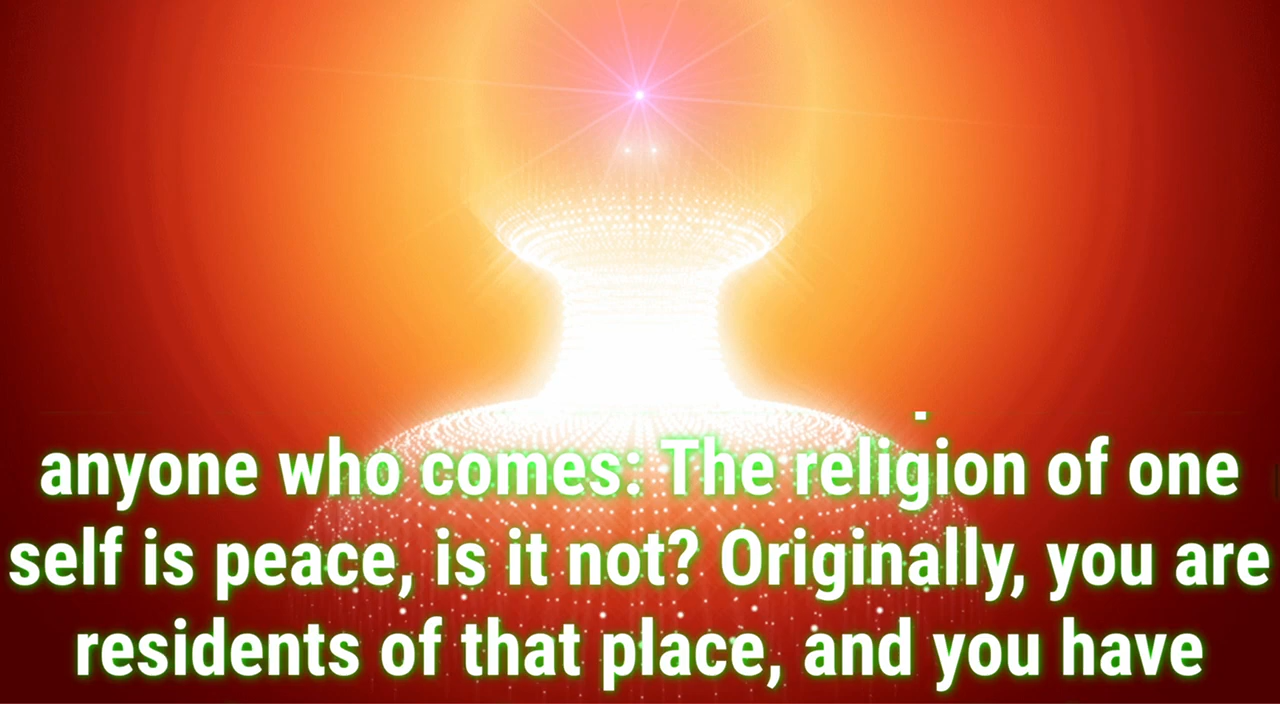 anyone who comes: The religion of one
self is peace, is it not? Originally, you are
residents of that place, and you have